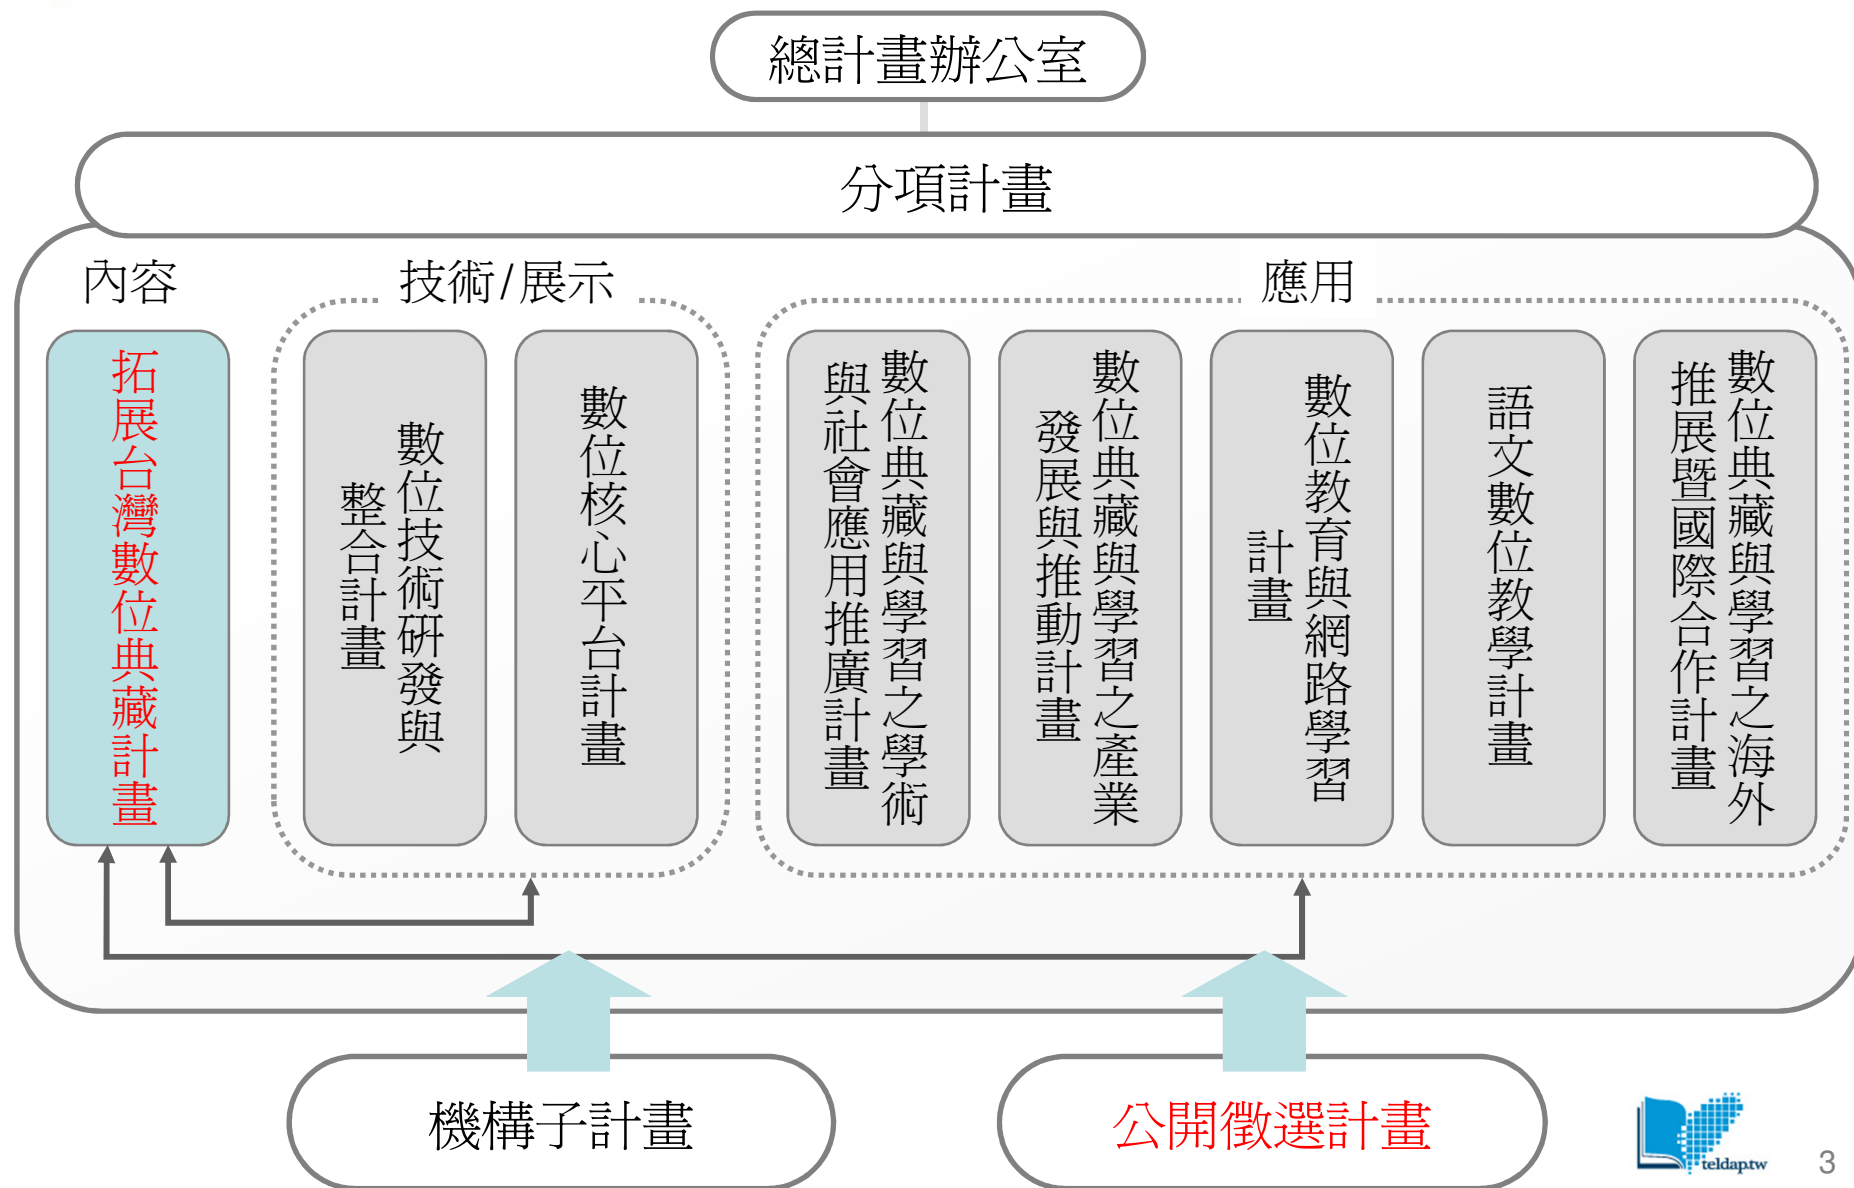 總計畫辦公室
分項計畫
內容
技術/展示
應用
拓展台灣數位典藏計畫
數位技術研發與
整合計畫
數位核心平台計畫
數位典藏與學習之學術
與社會應用推廣計畫
數位典藏與學習之產業
發展與推動計畫
數位教育與網路學習
計畫
語文數位教學計畫
數位典藏與學習之海外
推展暨國際合作計畫
機構子計畫
公開徵選計畫
teldap.tw
3